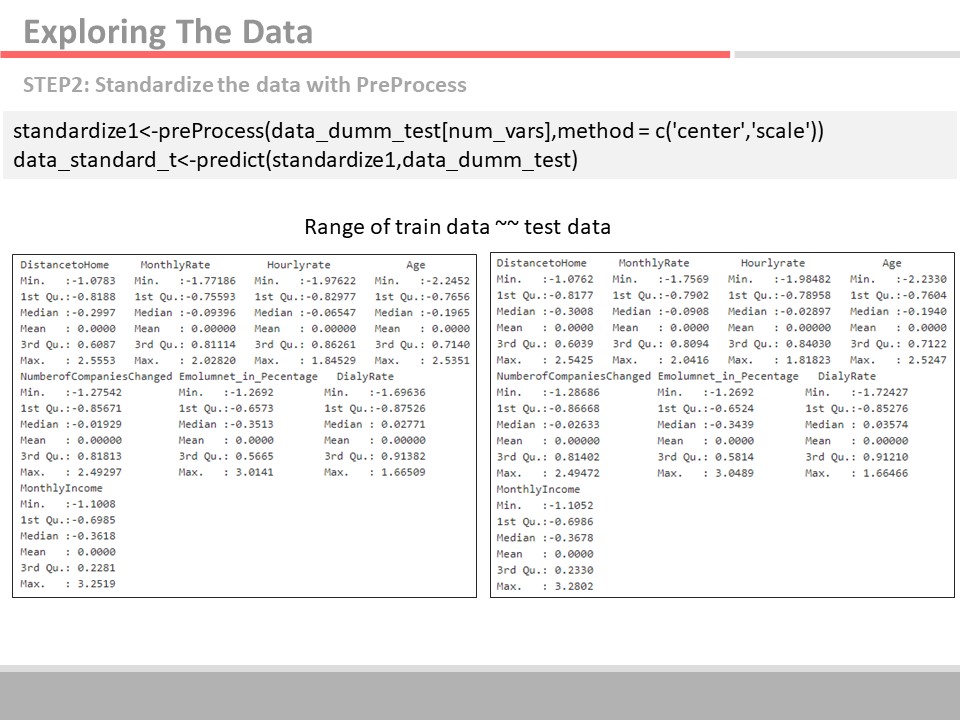 Exploring The Data
STEP2: Standardize the data with PreProcess
standardize1<-preProcess(data_dumm_test[num_vars],method = c('center','scale'))
data_standard_t<-predict(standardize1,data_dumm_test)
Range of train data ~~ test data
DistancetoHome MonthlyRate Hourlyrate Age
Min. :-1.0783 Min. :-1.77186 Min. :-1.97622 Min. :-2.2452
1st Qu.:-0.8188 1st Qu.:-0.75593 1st Qu.:-0.82977 1st Qu.:-0.7656
Median :-0.2997 Median :-0.09396 Median :-0.06547 Median :-0.1965
Mean : 0.0000 Mean : 0.00000 Mean : 0.00000 Mean : 0.0000
3rd Qu.: 0.6087 3rd Qu.: 0.81114 3rd Qu.: 0.86261 3rd Qu.: 0.7140
Max. : 2.5553 Max. : 2.02820 Max. : 1.84529 Max. : 2.5351
NumberofCompaniesChanged Emolumnet_in_Pecentage DialyRate
Min. :-1.27542 Min. :-1.2692 Min. :-1.69636
1st Qu.:-0.85671 1st Qu.:-0.6573 1st Qu.:-0.87526
Median :-0.01929 Median :-0.3513 Median : 0.02771
Mean : 0.00000 Mean : 0.0000 Mean : 0.00000
3rd Qu.: 0.81813 3rd Qu.: 0.5665 3rd Qu.: 0.91382
Max. : 2.49297 Max. : 3.0141 Max. : 1.66509
MonthlyIncome
Min. :-1.1008
1st Qu.:-0.6985
Median :-0.3618
Mean : 0.0000
3rd Qu.: 0.2281
Max. : 3.2519
DistancetoHome MonthlyRate Hourlyrate Age
Min. :-1.0762 Min. :-1.7569 Min. :-1.98482 Min. :-2.2330
1st Qu.:-0.8177 1st Qu.:-0.7902 1st Qu.:-0.78958 1st Qu.:-0.7604
Median :-0.3008 Median :-0.0908 Median :-0.02897 Median :-0.1940
Mean : 0.0000 Mean : 0.0000 Mean : 0.00000 Mean : 0.0000
3rd Qu.: 0.6039 3rd Qu.: 0.8094 3rd Qu.: 0.84030 3rd Qu.: 0.7122
Max. : 2.5425 Max. : 2.0416 Max. : 1.81823 Max. : 2.5247
NumberofCompaniesChanged Emolumnet_in_Pecentage DialyRate
Min. :-1.28686 Min. :-1.2692 Min. :-1.72427
1st Qu.:-0.86668 1st Qu.:-0.6524 1st Qu.:-0.85276
Median :-0.02633 Median :-0.3439 Median : 0.03574
Mean : 0.00000 Mean : 0.0000 Mean : 0.00000
3rd Qu.: 0.81402 3rd Qu.: 0.5814 3rd Qu.: 0.91210
Max. : 2.49472 Max. : 3.0489 Max. : 1.66466
MonthlyIncome
Min. :-1.1052
1st Qu.:-0.6986
Median :-0.3678
Mean : 0.0000
3rd Qu.: 0.2330
Max. : 3.2802